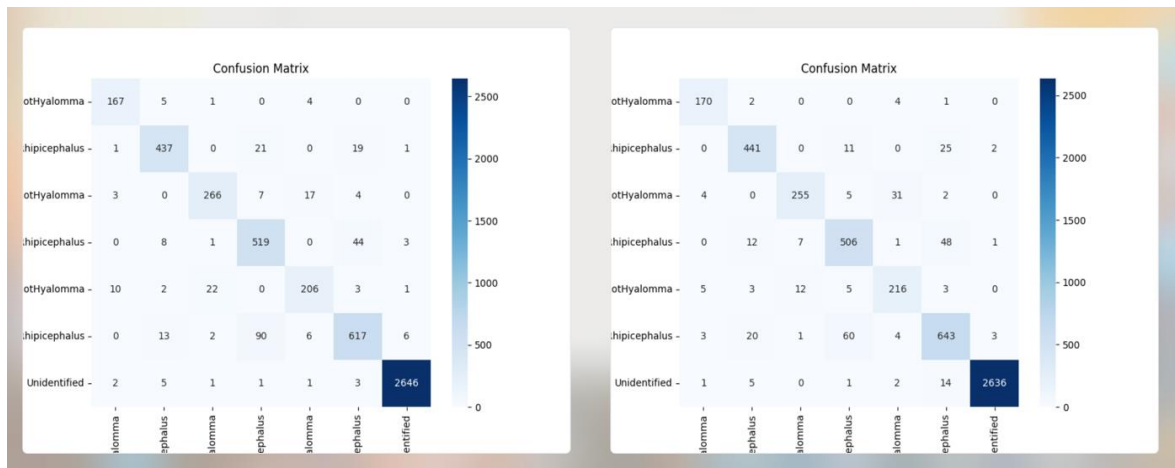 Confusion Matrix
otHyalomma - 167 5 1 0 4 0 0
hipicephalus - 1 437 0 21 0 19 1
otHyalomma - 3 0 266 7 17 4 0
hipicephalus - 0 8 1 519 0 44 3
otHyalomma - 10 2 22 0 206 3 1
hipicephalus - 0 13 2 90 6 617 6
Unidentified - 2 5 1 1 1 3 2646
alomma
ephalus
alomma
ephalus
alomma
ephalus
entified
2500
2000
1500
1000
500
0
Confusion Matrix
otHyalomma - 170 2 0 0 4 1 0
hipicephalus - 0 441 0 11 0 25 2
otHyalomma - 4 0 255 5 31 2 0
hipicephalus - 0 12 7 506 1 48 1
otHyalomma - 5 3 12 5 216 3 0
hipicephalus - 3 20 1 60 4 643 3
Unidentified - 1 5 0 1 2 14 2636
alomma
cephalus
alomma
ephalus
alomma
ephalus
entified
2500
2000
1500
1000
500
0